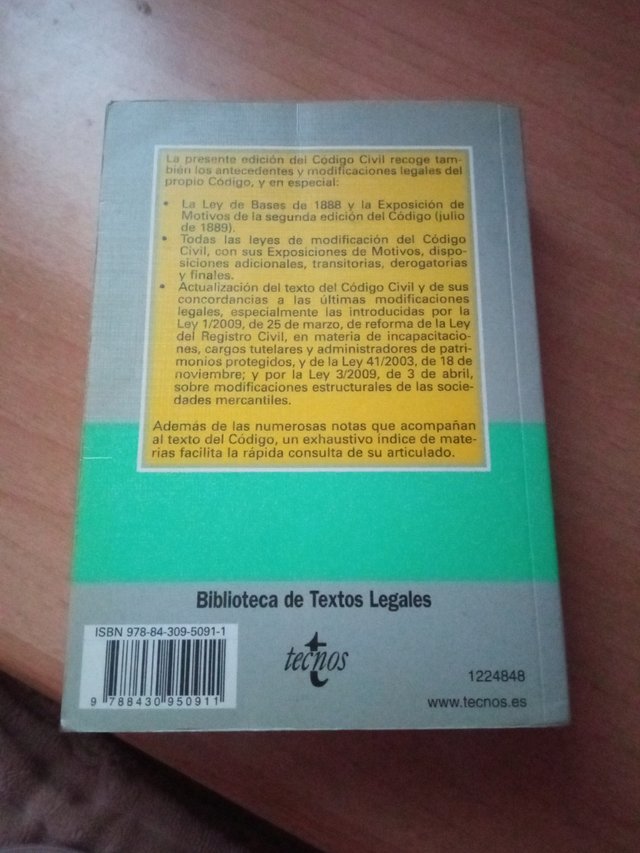 La presente edición del Código Civil recoge tam-
bién los antecedentes y modificaciones legales del
propio Código, y en especial:
• La Ley de Bases de 1888 y la Exposición de
Motivos de la segunda edición del Código (julio
de 1889).
• Todas las leyes de modificación del Código
Civil, con sus Exposiciones de Motivos, dispo-
siciones adicionales, transitorias, derogatorias
y finales.
• Actualización del texto del Código Civil y de sus
concordancias a las últimas modificaciones
legales, especialmente las introducidas por la
Ley 1/2009, de 25 de marzo, de reforma de la Ley
del Registro Civil, en materia de incapacitacio-
nes, cargos tutelares y administradores de patri-
monios protegidos, y de la Ley 41/2003, de 18 de
noviembre; y por la Ley 3/2009, de 3 de abril,
sobre modificaciones estructurales de las socie-
dades mercantiles.
Además de las numerosas notas que acompañan
al texto del Código, un exhaustivo índice de mate-
rias facilita la rápida consulta de su articulado.
Biblioteca de Textos Legales
ISBN 978-84-309-5091-1
9 788430 950911
tecnos
1224848
www.tecnos.es